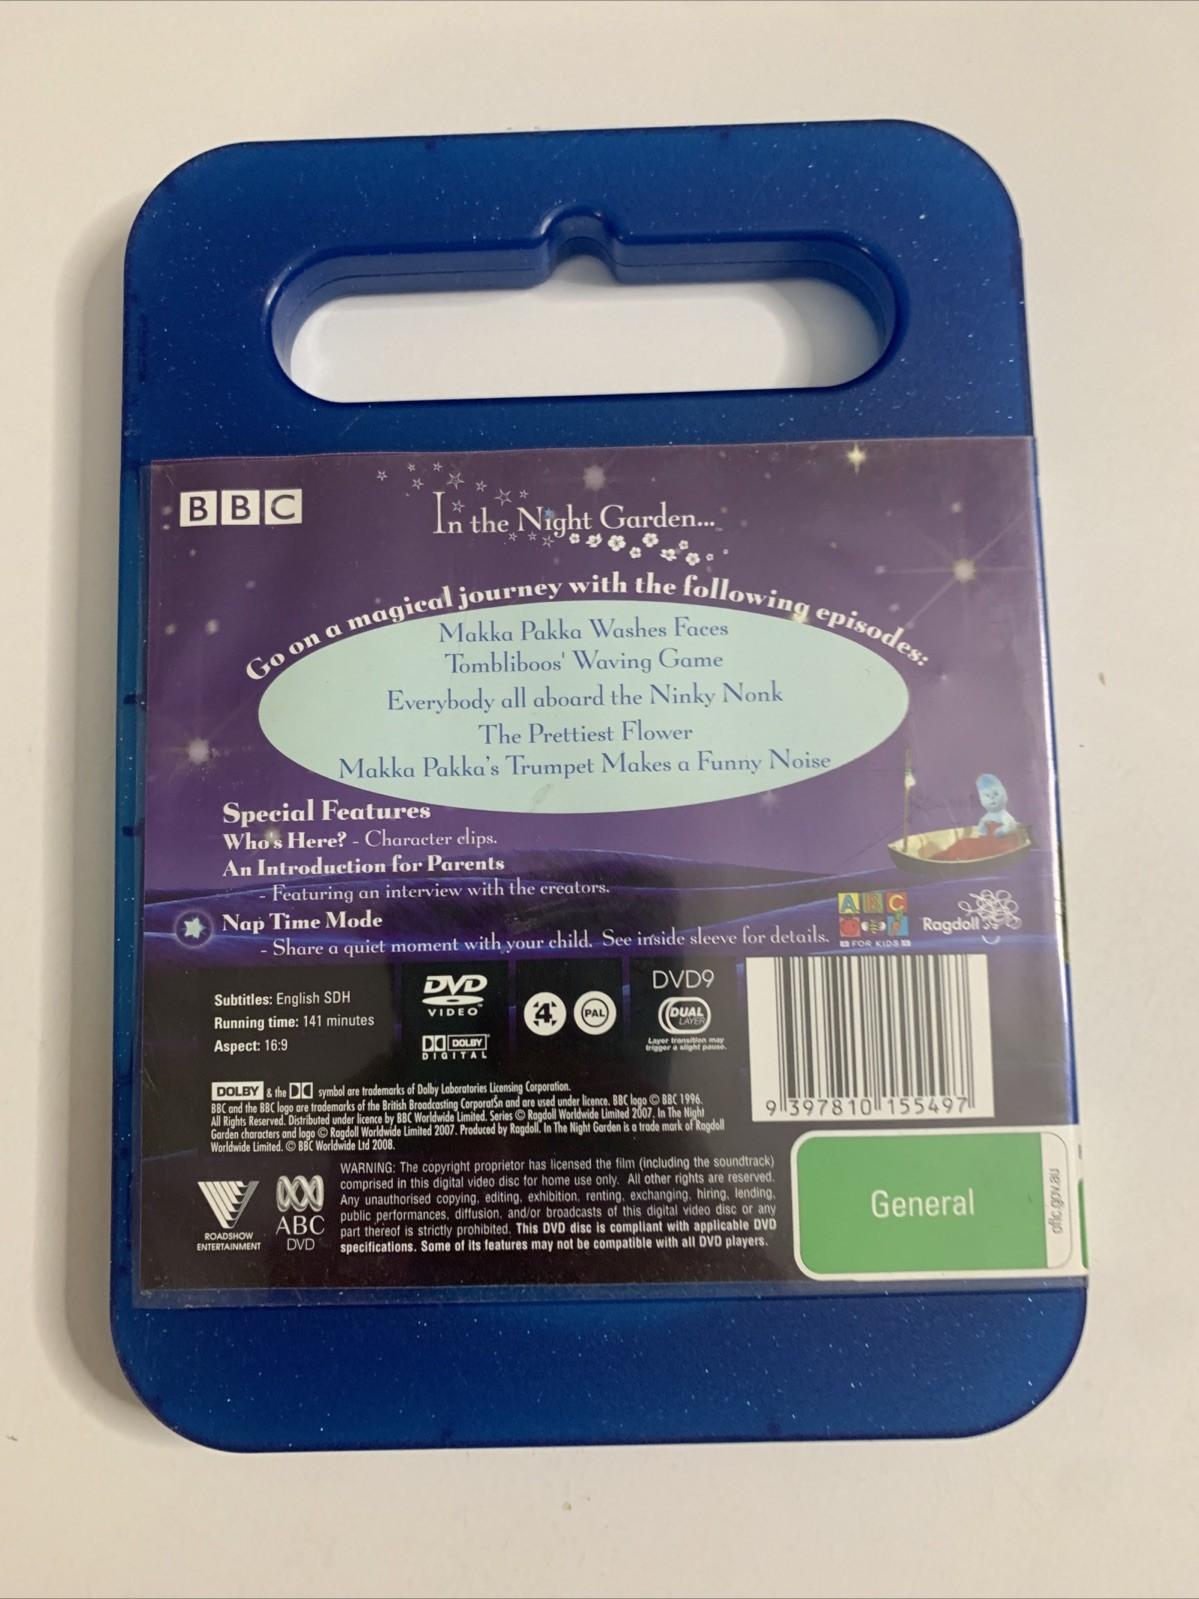 BBC
In the Night Garden...
Go on a magical journey with the following episodes:
Makka Pakka Washes Faces
Tombliboos' Waving Game
Everybody all aboard the Ninky Nonk
The Prettiest Flower
Makka Pakka's Trumpet Makes a Funny Noise
Special Features
Who's Here? - Character clips.
An Introduction for Parents
- Featuring an interview with the creators.
Nap Time Mode
- Share a quiet moment with your child. See inside sleeve for details.
ABC
FOR KIDS
Ragdoll
Subtitles: English SDH
Running time: 141 minutes
Aspect: 16:9
DVD
VIDEO™
DOLBY
DIGITAL
4
PAL
DVD9
DUAL
LAYER
Layer transition may
trigger a slight pause.
9 397810 155497
DOLBY & the symbol are trademarks of Dolby Laboratories Licensing Corporation.
BBC and the BBC logo are trademarks of the British Broadcasting CorporatŠn and are used under licence. BBC logo © BBC 1996.
All Rights Reserved. Distributed under licence by BBC Worldwide Limited. Series © Ragdoll Worldwide Limited 2007. In The Night
Garden characters and logo © Ragdoll Worldwide Limited 2007. Produced by Ragdoll. In The Night Garden is a trade mark of Ragdoll
Worldwide Limited. © BBC Worldwide Ltd 2008.
ROADSHOW
ENTERTAINMENT
ABC
DVD
WARNING: The copyright proprietor has licensed the film (including the soundtrack)
comprised in this digital video disc for home use only. All other rights are reserved.
Any unauthorised copying, editing, exhibition, renting, exchanging, hiring, lending,
public performances, diffusion, and/or broadcasts of this digital video disc or any
part thereof is strictly prohibited. This DVD disc is compliant with applicable DVD
specifications. Some of its features may not be compatible with all DVD players.
General
oflc.gov.au